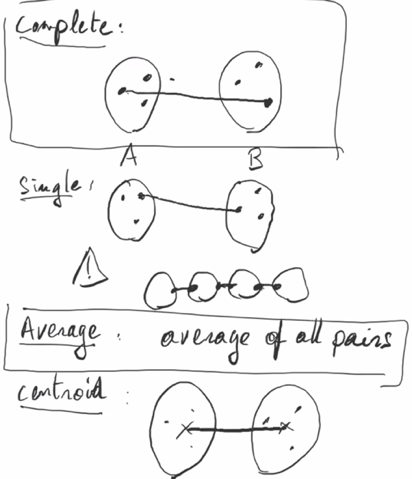 Complete:
A B
Single:
!
Average: average of all pairs
Centroid: